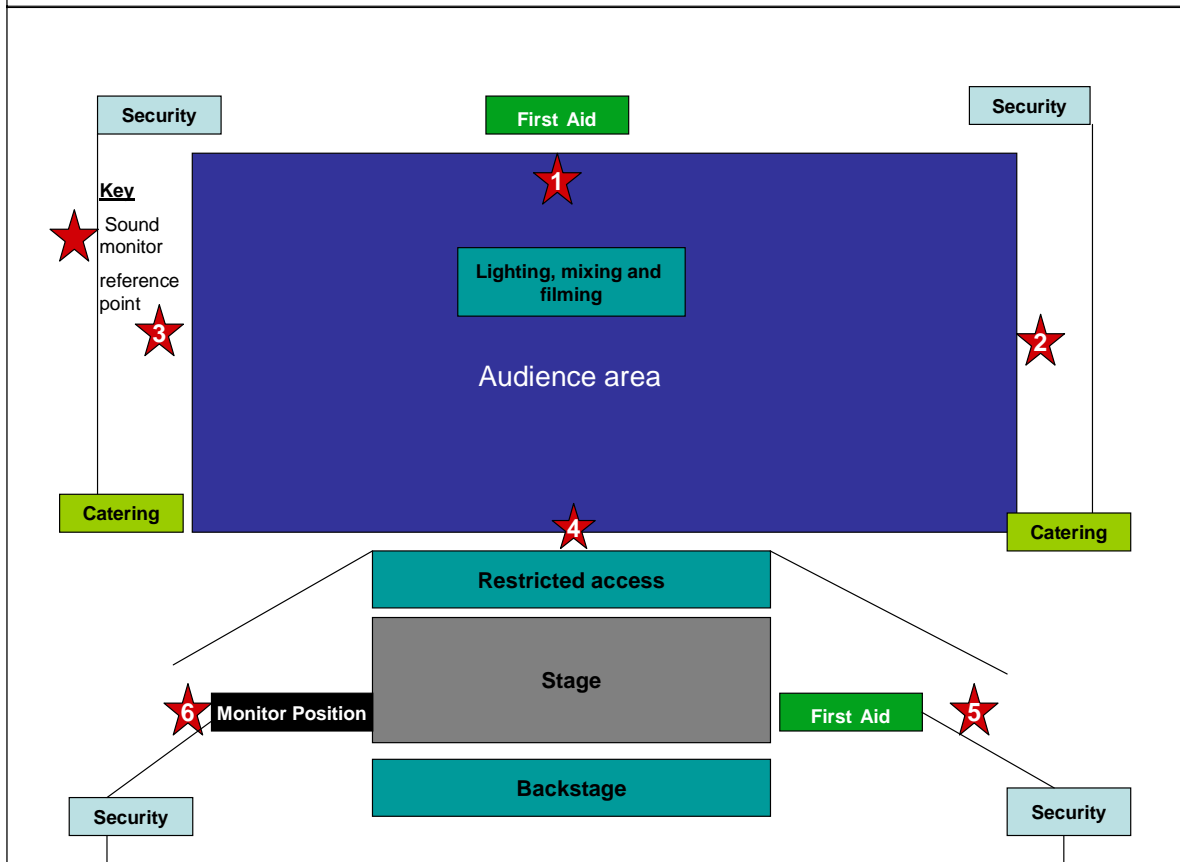 Security
First Aid
Security
1
Key
Sound
monitor
reference
point
Lighting, mixing and
filming
3
2
Audience area
Catering
4
Catering
Restricted access
Stage
6
Monitor Position
First Aid
5
Backstage
Security
Security